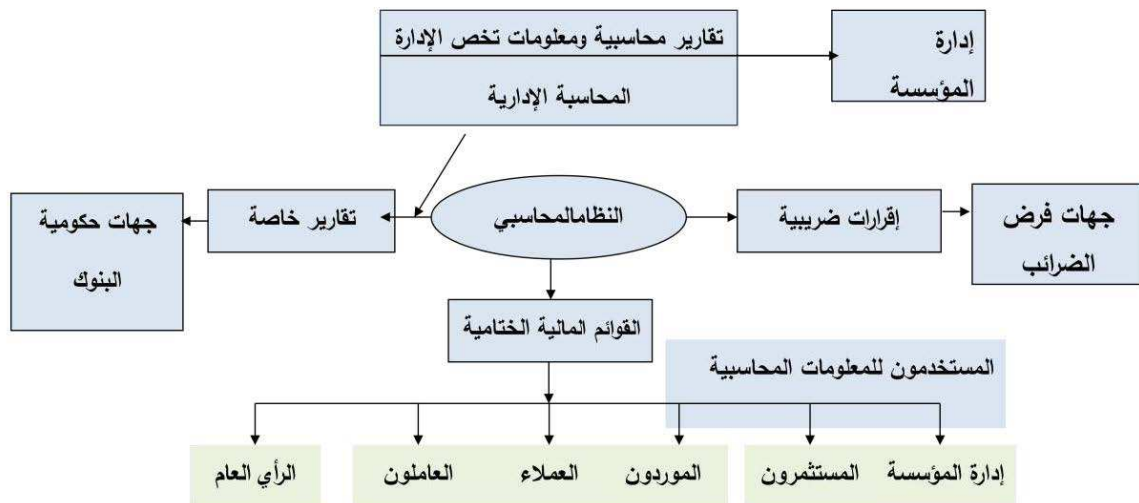 تقارير محاسبية ومعلومات تخص الإدارة
المحاسبة الإدارية
إدارة
المؤسسة
جهات فرض
الضرائب
إقرارات ضريبية
النظامالمحاسبي
تقارير خاصة
جهات حكومية
البنوك
القوائم المالية الختامية
المستخدمون للمعلومات المحاسبية
إدارة المؤسسة
المستثمرون
الموردون
العملاء
العاملون
الرأي العام